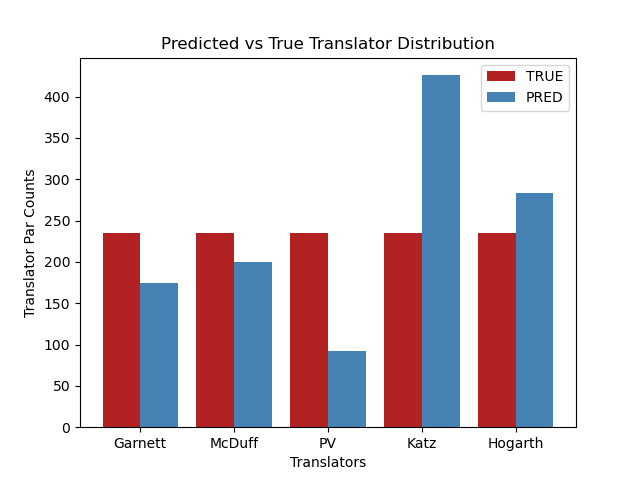 Predicted vs True Translator Distribution
TRUE
PRED
Translator Par Counts
400
350
300
250
200
150
100
50
0
Garnett McDuff PV Katz Hogarth
Translators